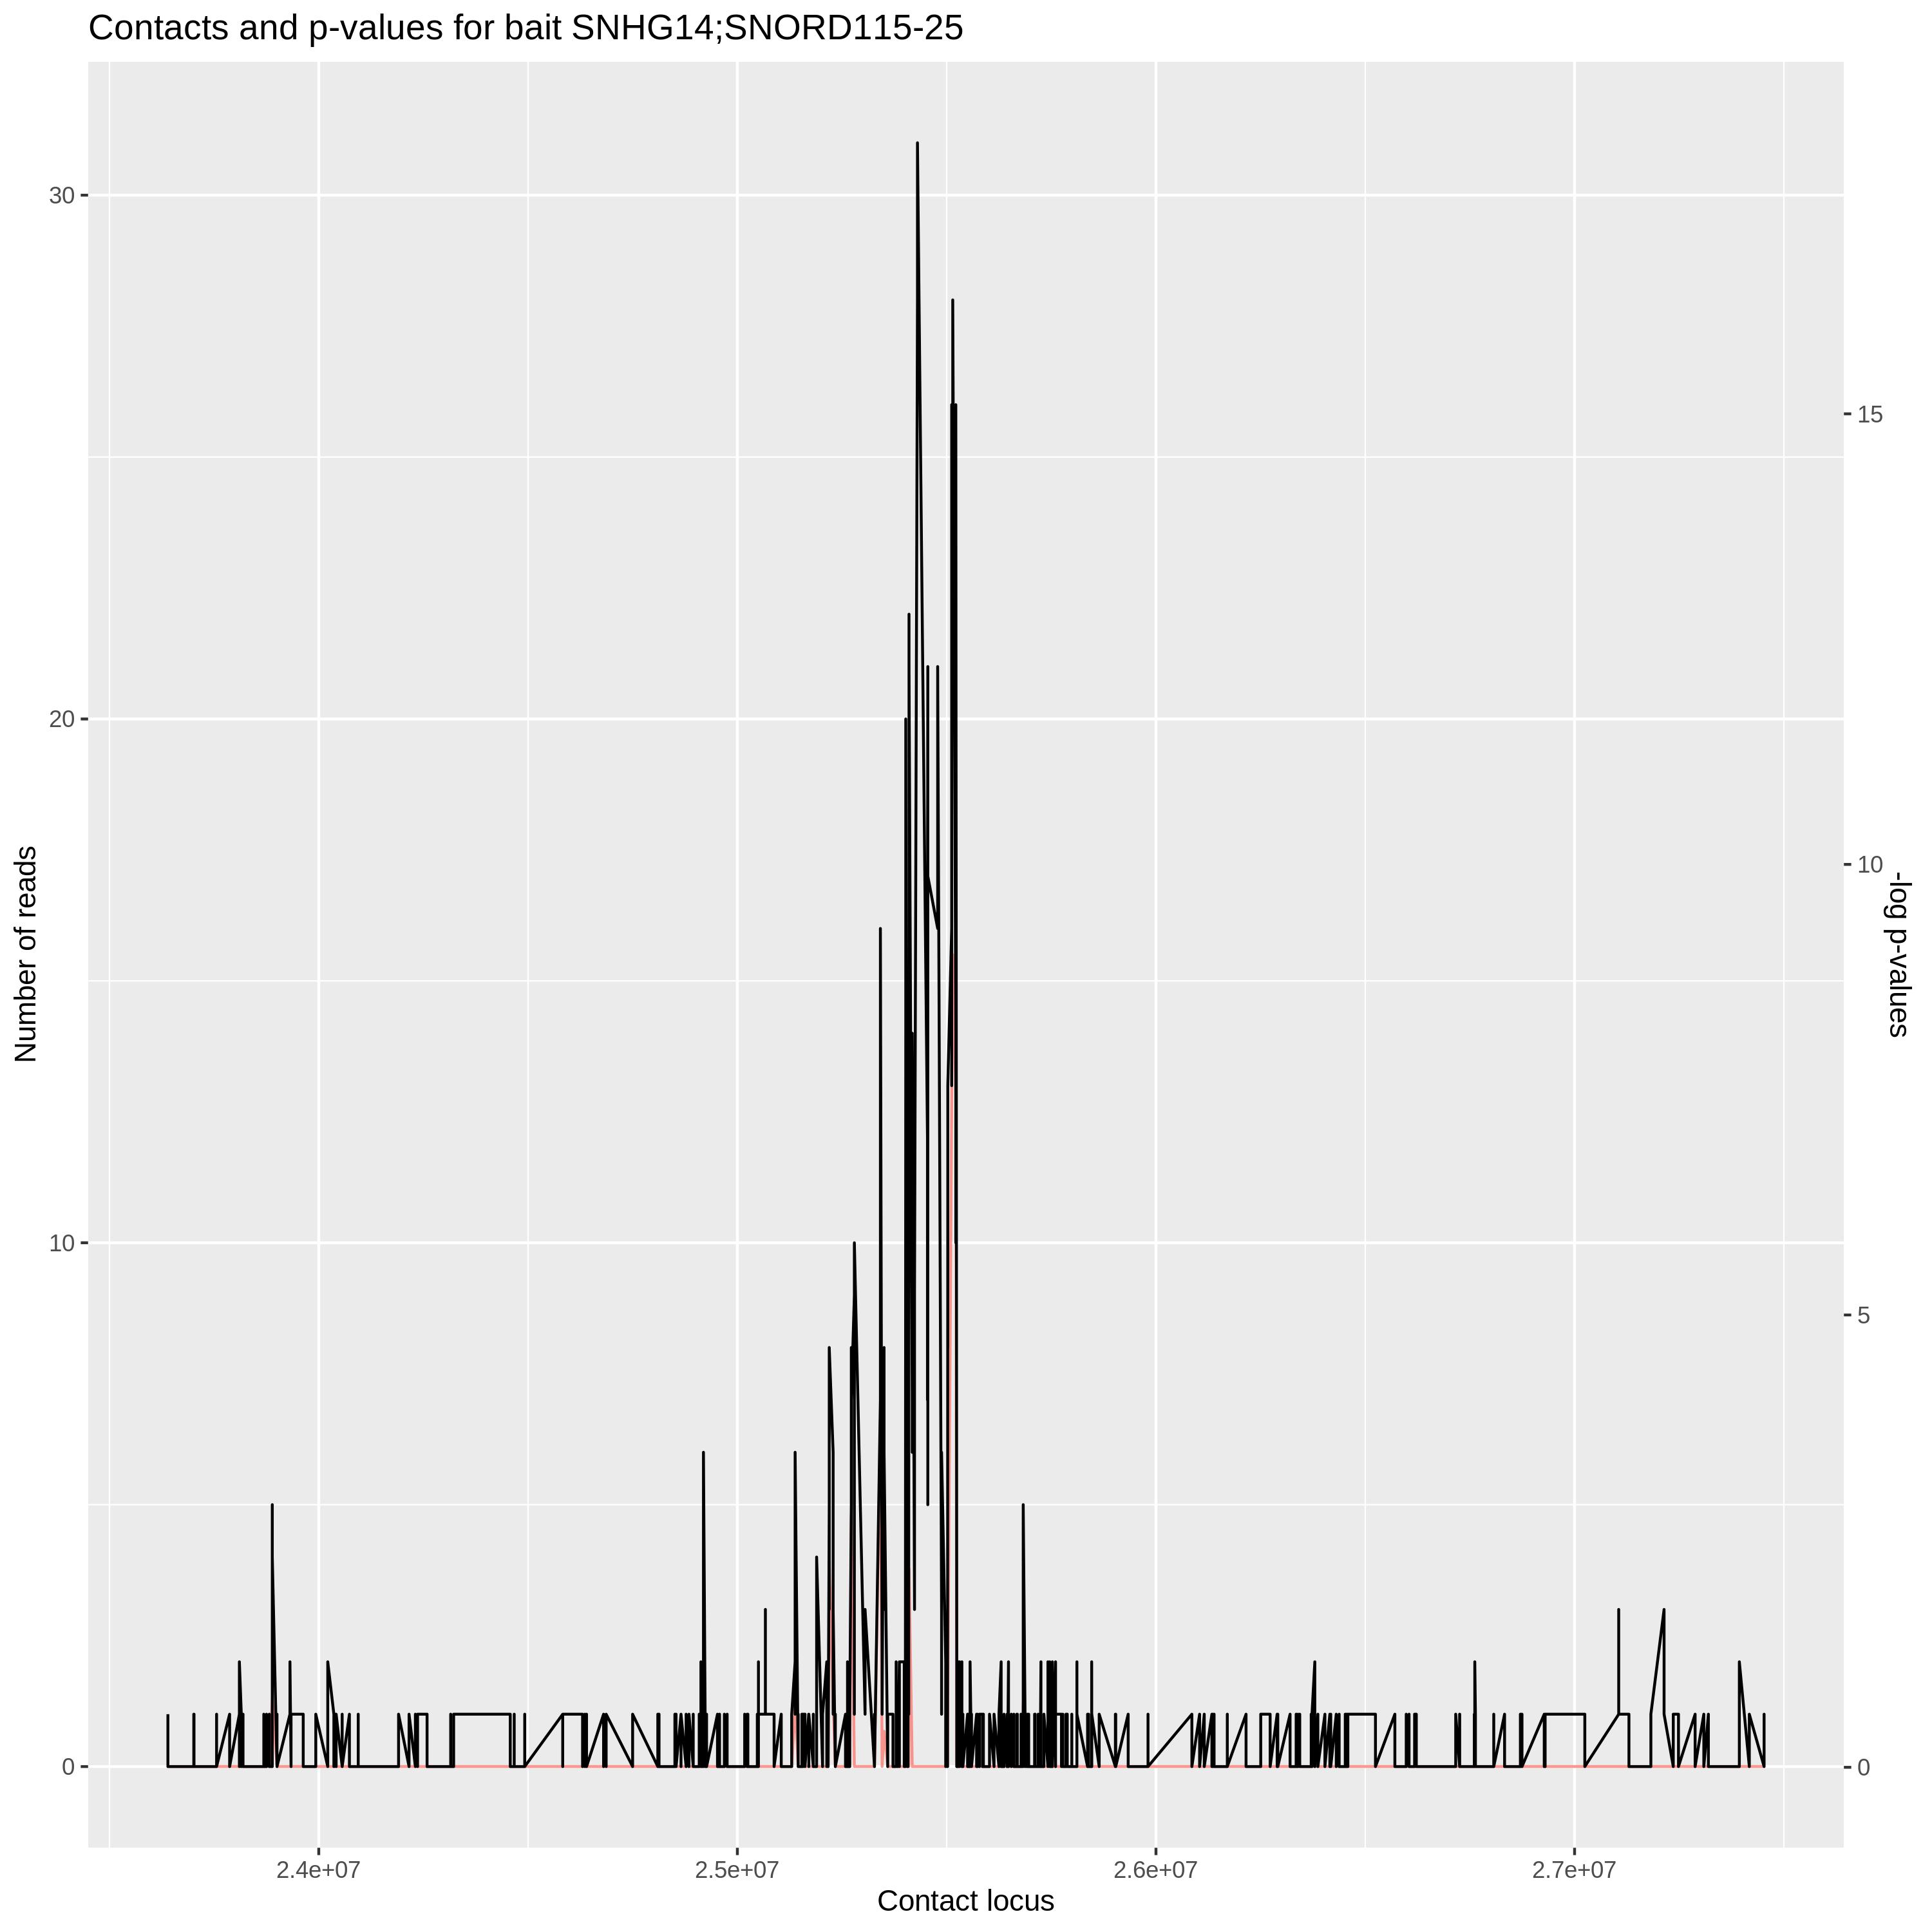 Contacts and p-values for bait SNHG14;SNORD115-25
30
20
10
0
Number of reads
15
10
5
0
-log p-values
2.4e+07 2.5e+07 2.6e+07 2.7e+07
Contact locus